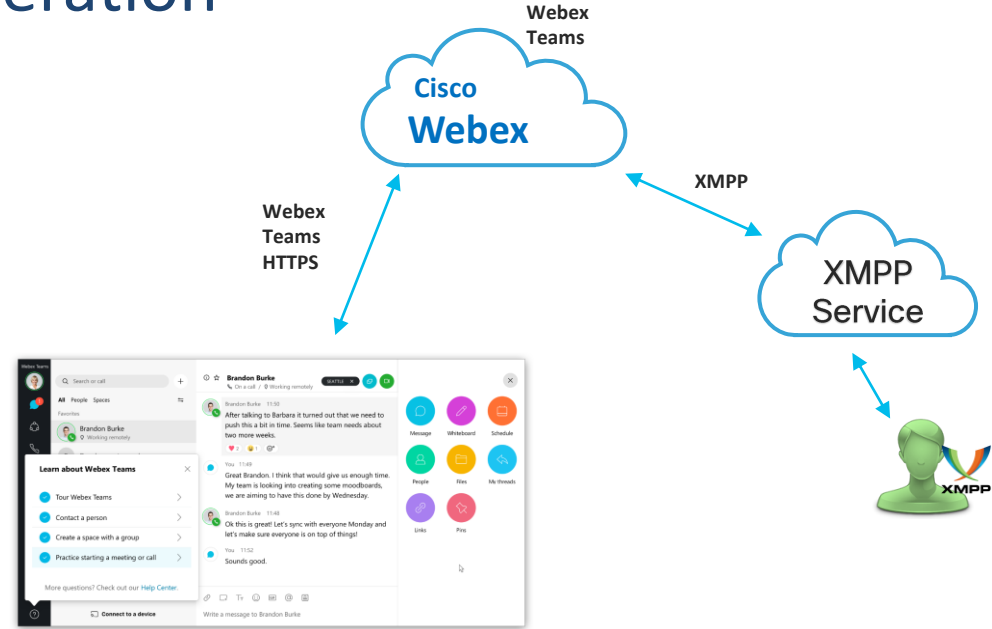 eration
Webex
Teams
Cisco
Webex
XMPP
Webex
Teams
HTTPS
XMPP
Service
XMPP
Webex Teams
Search or call
All People Spaces
Favorites
Brandon Burke
Working remotely
Learn about Webex Teams
Tour Webex Teams
Contact a person
Create a space with a group
Practice starting a meeting or call
More questions? Check out our Help Center.
Connect to a device
Brandon Burke
On a call / Working remotely
SEATTLE
Brandon Burke 11:50
After talking to Barbara it turned out that we need to
push this a bit in time. Seems like team needs about
two more weeks.
2 1
You 11:49
Great Brandon. I think that would give us enough time.
My team is looking into creating some moodboards,
we are aiming to have this done by Wednesday.
Brandon Burke 11:48
Ok this is great! Let's sync with everyone Monday and
let's make sure everyone is on top of things!
You 11:52
Sounds good.
Write a message to Brandon Burke
Message Whiteboard Schedule
People Files My threads
Links Pins